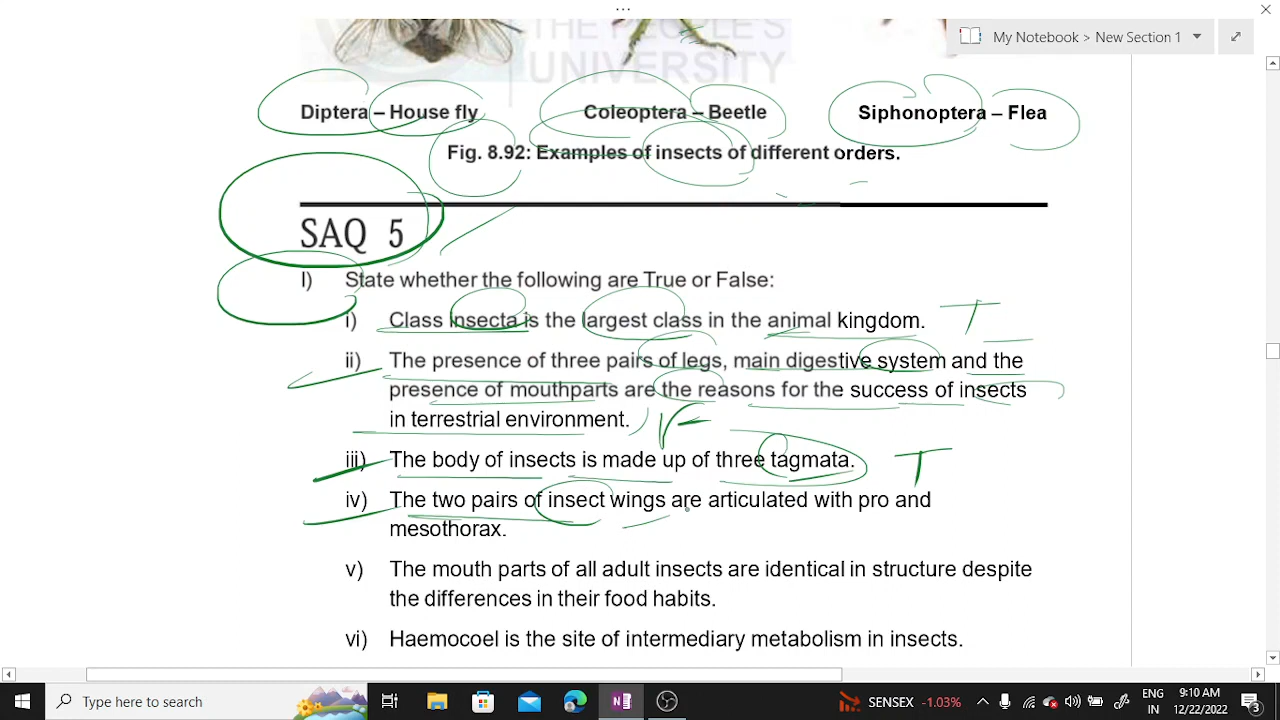 ...
THE PEOPLE'S
UNIVERSITY
My Notebook > New Section 1
Diptera – House fly
Coleoptera – Beetle
Siphonoptera – Flea
Fig. 8.92: Examples of insects of different orders.
SAQ 5
I) State whether the following are True or False:
i) Class Insecta is the largest class in the animal kingdom. T
ii) The presence of three pairs of legs, main digestive system and the
presence of mouthparts are the reasons for the success of insects
in terrestrial environment. F
iii) The body of insects is made up of three tagmata. T
iv) The two pairs of insect wings are articulated with pro and
mesothorax.
v) The mouth parts of all adult insects are identical in structure despite
the differences in their food habits.
vi) Haemocoel is the site of intermediary metabolism in insects.
Type here to search
SENSEX -1.03%
ENG
IN
9:10 AM
12/22/2022
3